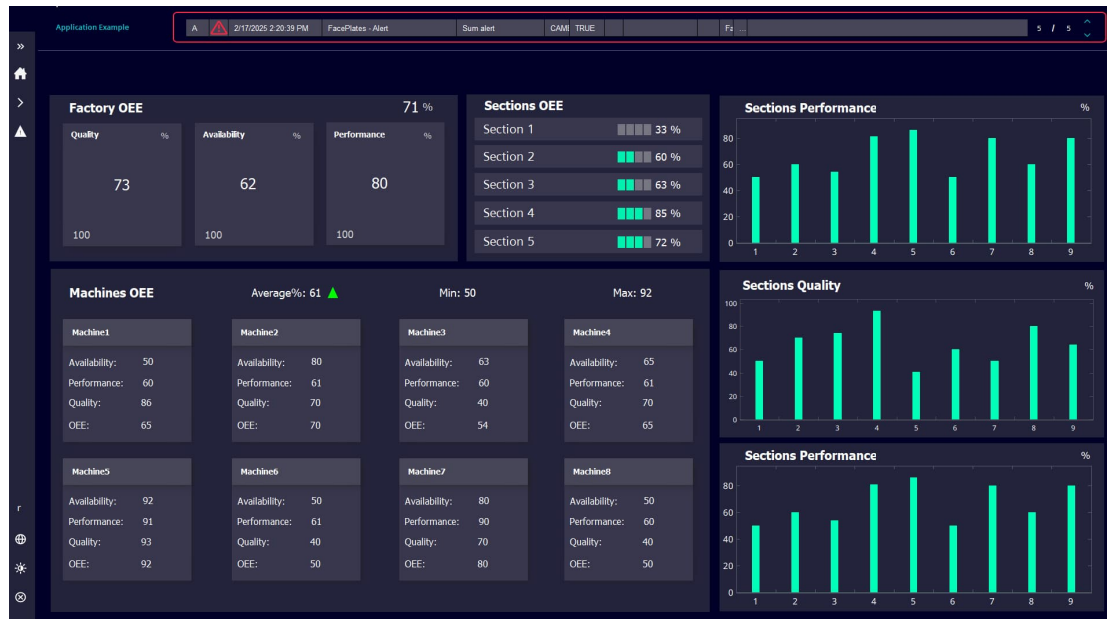 Application Example
A 2/17/2025 2:20:39 PM FacePlates - Alert Sum alert CAME TRUE Fa ... 5 / 5
Factory OEE 71 %
Quality %
73
100
Availability %
62
100
Performance %
80
100
Sections OEE
Section 1 33 %
Section 2 60 %
Section 3 63 %
Section 4 85 %
Section 5 72 %
Sections Performance %
80
60
40
20
0
1 2 3 4 5 6 7 8 9
Machines OEE Average%: 61 Min: 50 Max: 92
Machine1
Availability: 50
Performance: 60
Quality: 86
OEE: 65
Machine2
Availability: 80
Performance: 61
Quality: 70
OEE: 70
Machine3
Availability: 63
Performance: 60
Quality: 40
OEE: 54
Machine4
Availability: 65
Performance: 61
Quality: 70
OEE: 65
Machine5
Availability: 92
Performance: 91
Quality: 93
OEE: 92
Machine6
Availability: 50
Performance: 61
Quality: 40
OEE: 50
Machine7
Availability: 80
Performance: 90
Quality: 70
OEE: 80
Machine8
Availability: 50
Performance: 60
Quality: 40
OEE: 50
Sections Quality %
100
80
60
40
20
0
1 2 3 4 5 6 7 8 9
Sections Performance %
80
60
40
20
0
1 2 3 4 5 6 7 8 9
r